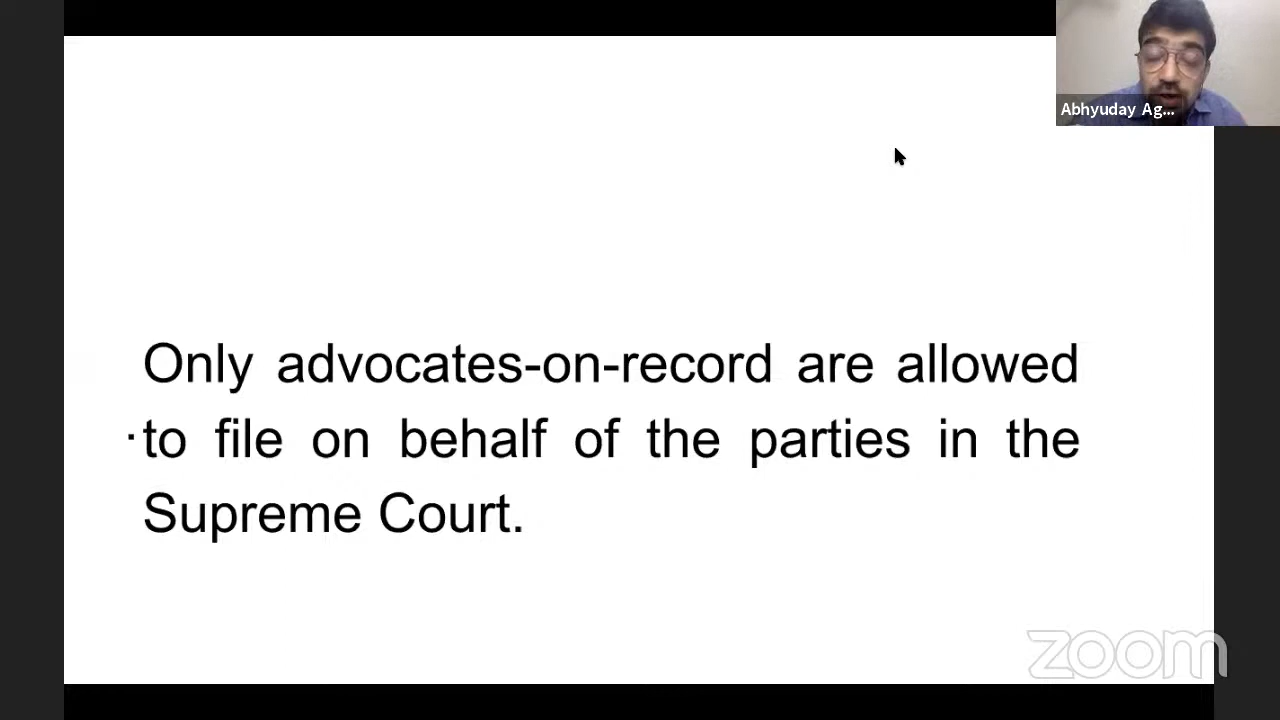 Abhyuday Ag...
Only advocates-on-record are allowed
to file on behalf of the parties in the
Supreme Court.
zoom